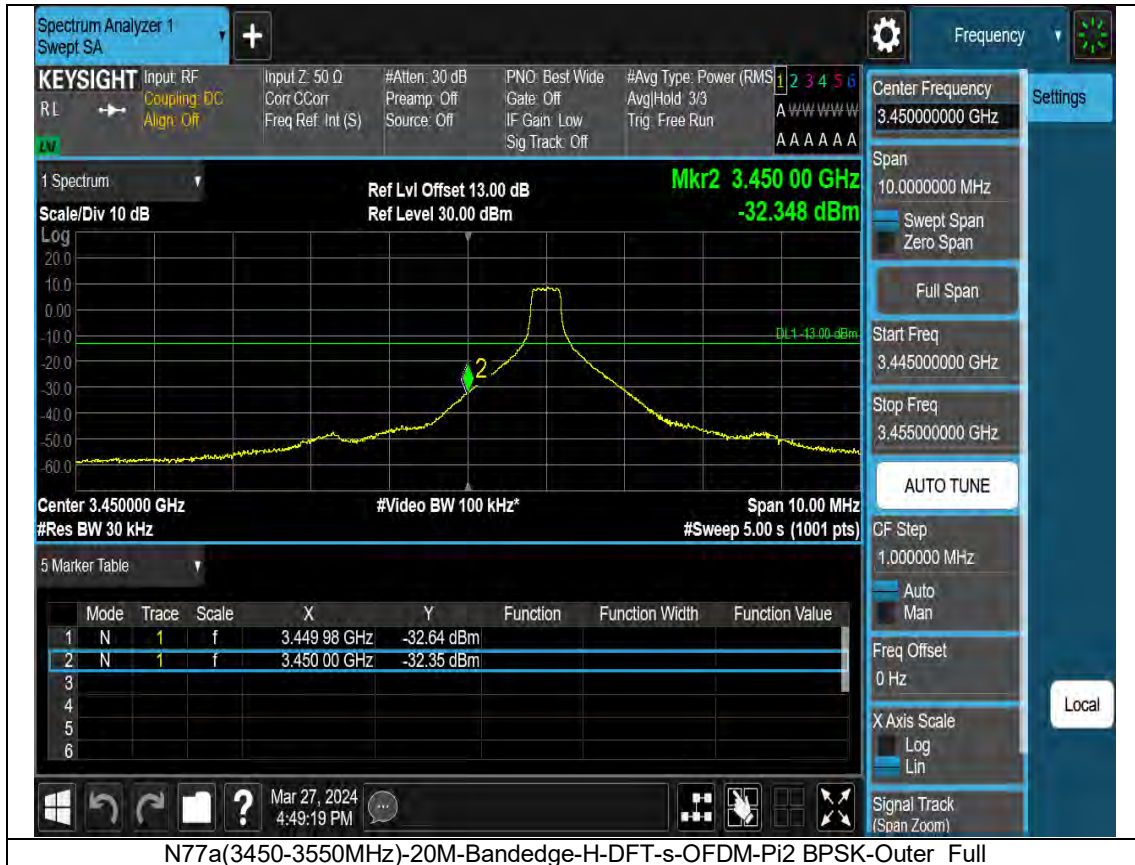 Spectrum Analyzer 1
Swept SA
+
Frequency
KEYSIGHT
RL
Input: RF
Coupling: DC
Align: Off
Input Z: 50 Ω
Corr CCorr
Freq Ref: Int (S)
#Atten: 30 dB
Preamp: Off
Source: Off
PNO: Best Wide
Gate: Off
IF Gain: Low
Sig Track: Off
#Avg Type: Power (RMS
Avg|Hold: 3/3
Trig: Free Run
1 2 3 4 5 6
A W W W W W
A A A A A A
1 Spectrum
Scale/Div 10 dB
Ref Lvl Offset 13.00 dB
Ref Level 30.00 dBm
Mkr2 3.450 00 GHz
-32.348 dBm
Log
20.0
10.0
0.00
-10.0
-20.0
-30.0
-40.0
-50.0
-60.0
DL1 -13.00 dBm
2
Center 3.450000 GHz
#Res BW 30 kHz
#Video BW 100 kHz*
Span 10.00 MHz
#Sweep 5.00 s (1001 pts)
5 Marker Table
Mode Trace Scale X Y Function Function Width Function Value
1 N 1 f 3.449 98 GHz -32.64 dBm
2 N 1 f 3.450 00 GHz -32.35 dBm
3
4
5
6
?
Mar 27, 2024
4:49:19 PM
Center Frequency
3.450000000 GHz
Settings
Span
10.0000000 MHz
Swept Span
Zero Span
Full Span
Start Freq
3.445000000 GHz
Stop Freq
3.455000000 GHz
AUTO TUNE
CF Step
1.000000 MHz
Auto
Man
Freq Offset
0 Hz
X Axis Scale
Log
Lin
Signal Track
(Span Zoom)
Local
N77a(3450-3550MHz)-20M-Bandedge-H-DFT-s-OFDM-Pi2 BPSK-Outer_Full